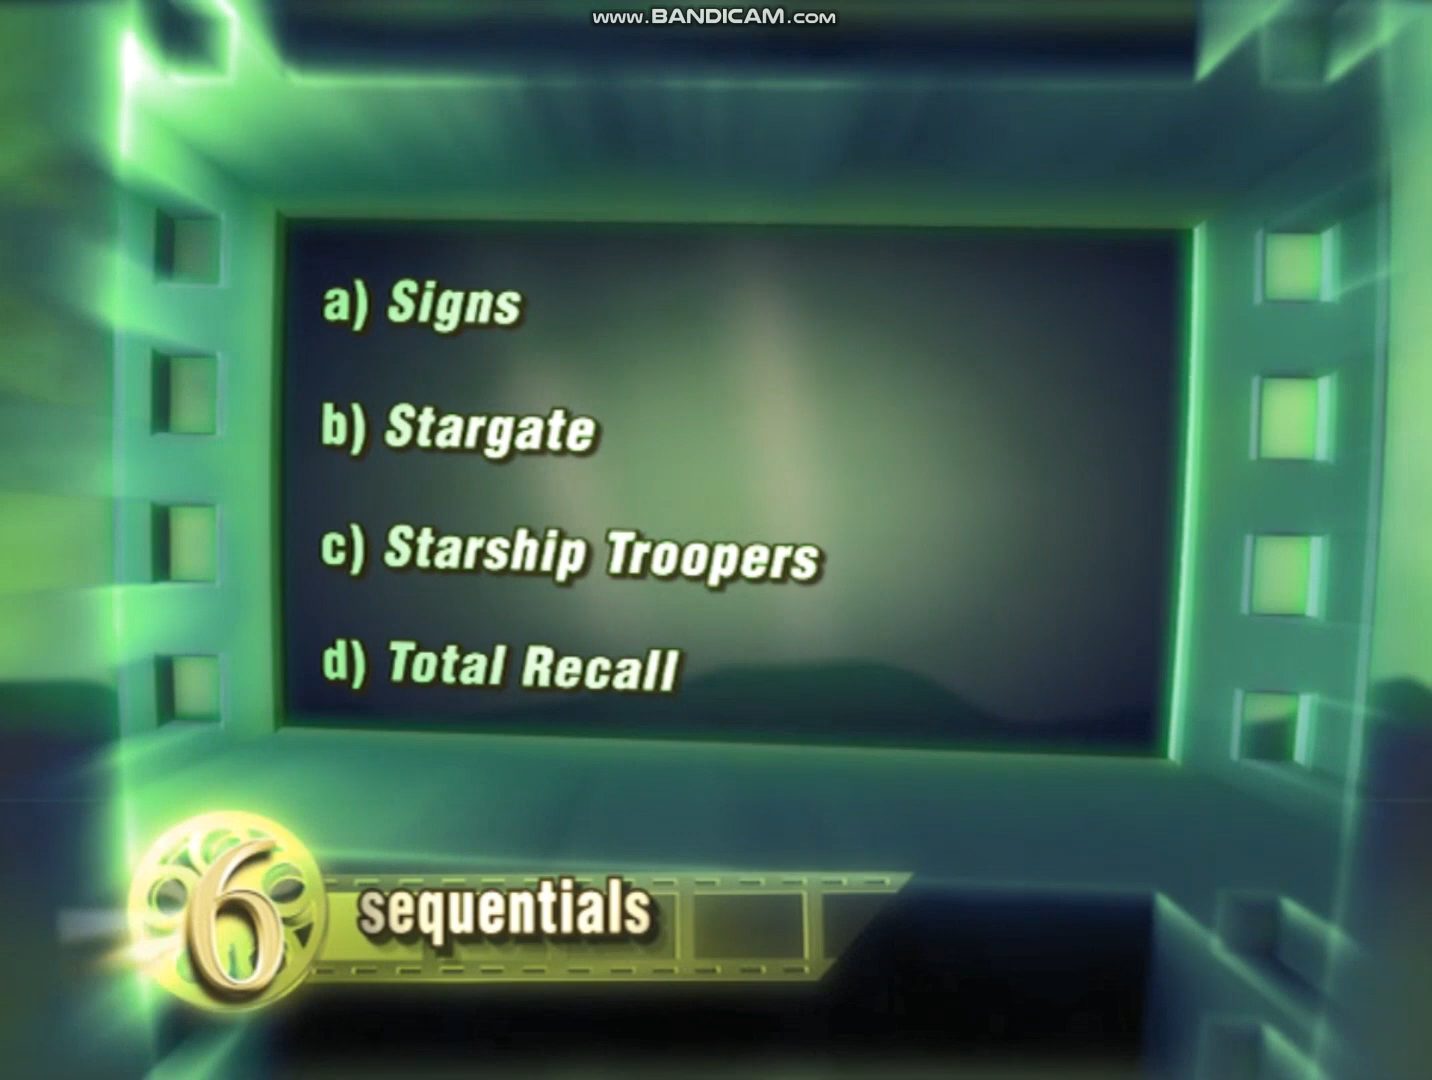 www.BANDICAM.com
a) Signs
b) Stargate
c) Starship Troopers
d) Total Recall
6 sequentials